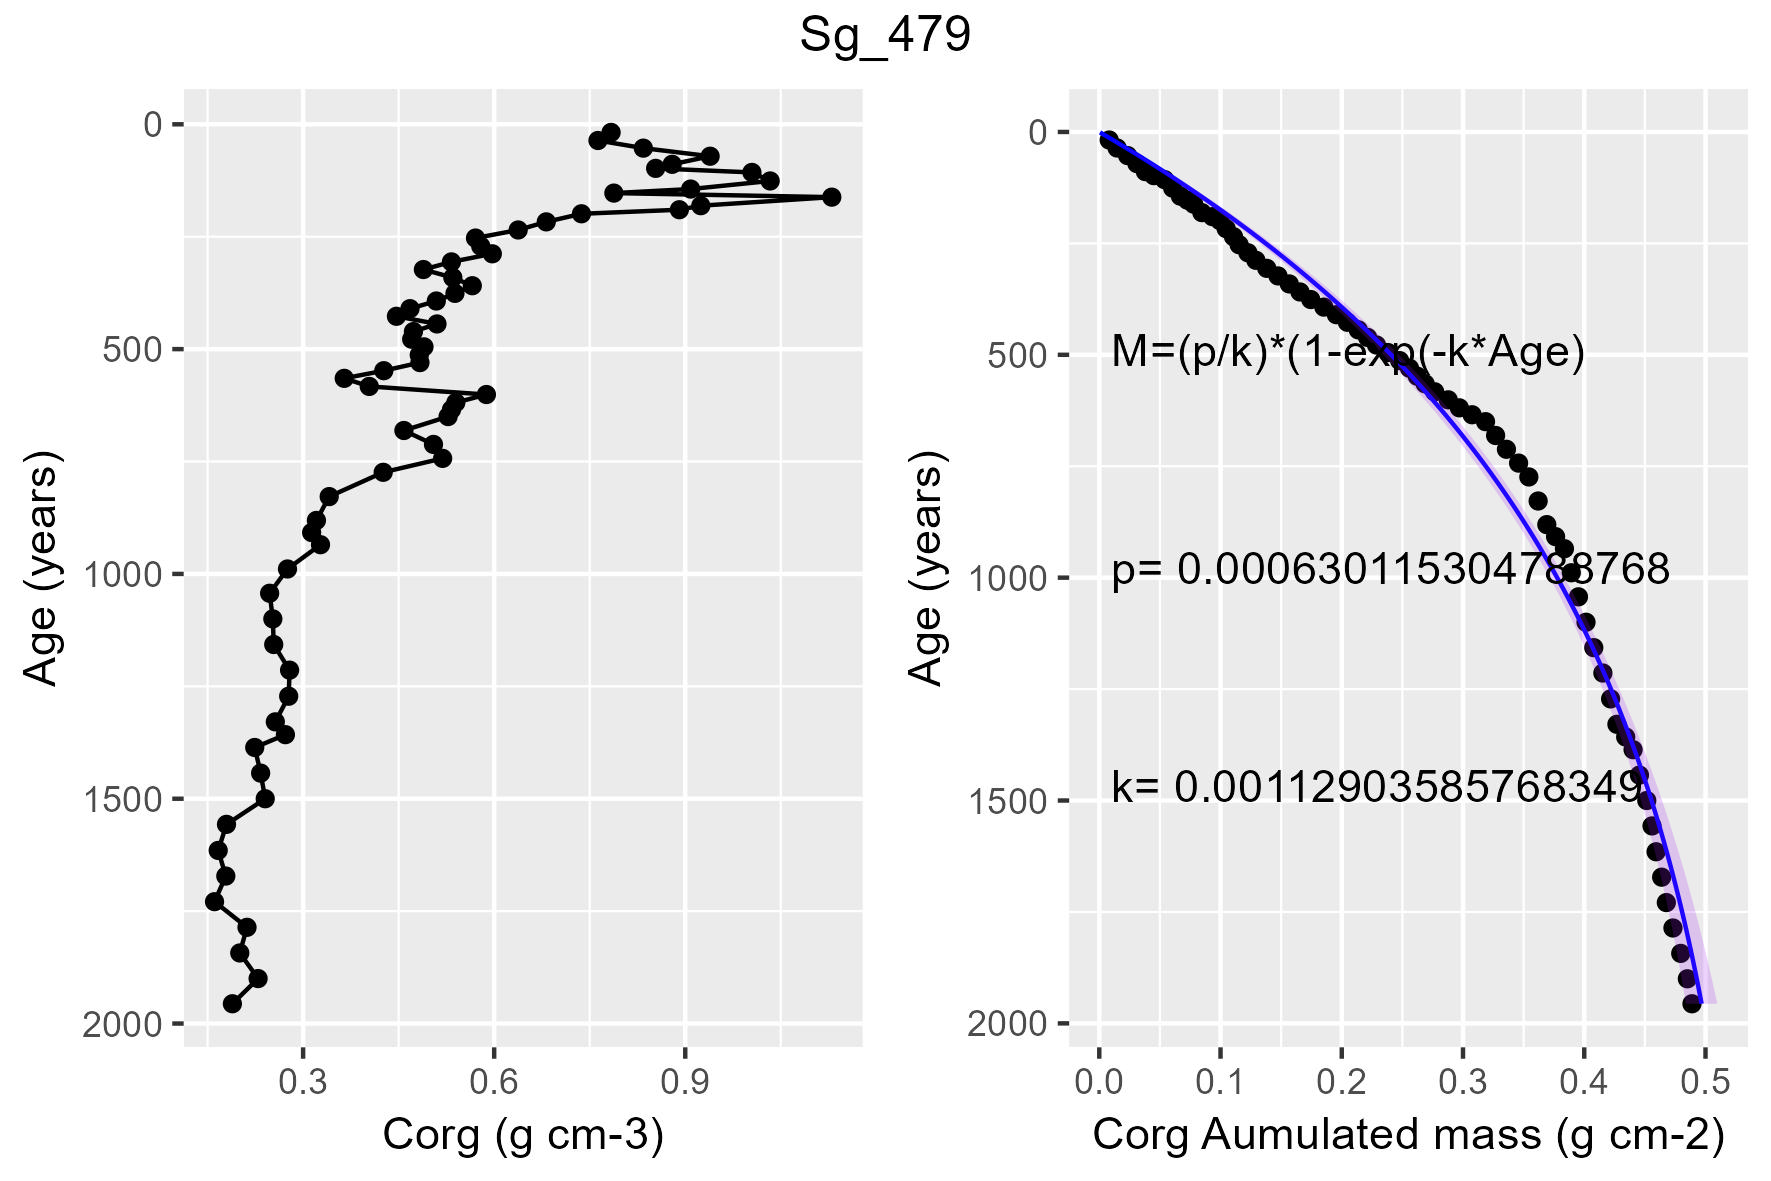 Sg_479
Age (years)
0
500
1000
1500
2000
0.3
0.6
0.9
Corg (g cm-3)
Age (years)
0
500
1000
1500
2000
M=(p/k)*(1-exp(-k*Age)
p= 0.000630115304788768
k= 0.00112903585768349
0.0
0.1
0.2
0.3
0.4
0.5
Corg Aumulated mass (g cm-2)